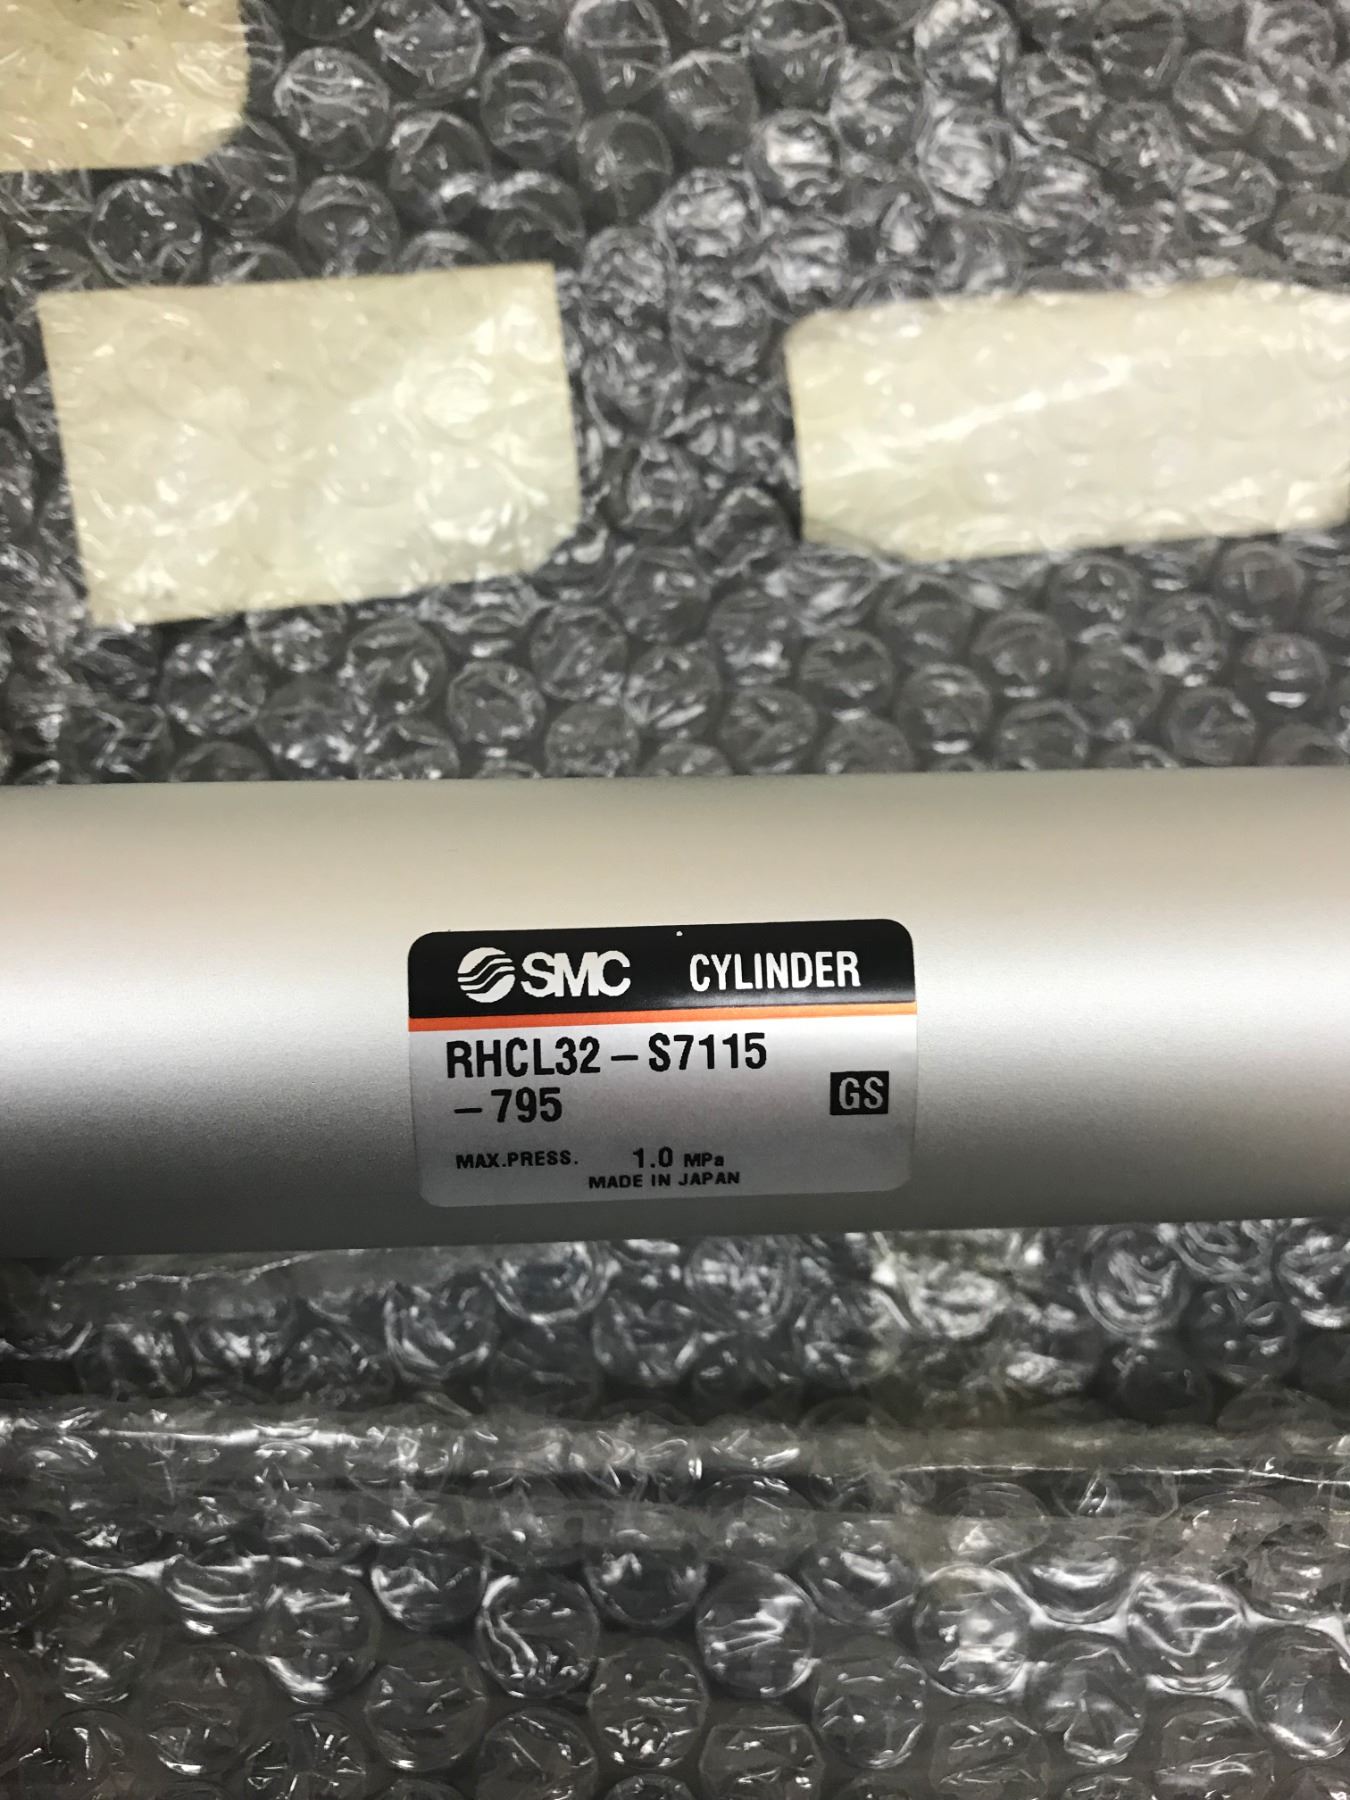 SMC CYLINDER
RHCL32-S7115
-795
GS
MAX.PRESS. 1.0 MPa
MADE IN JAPAN